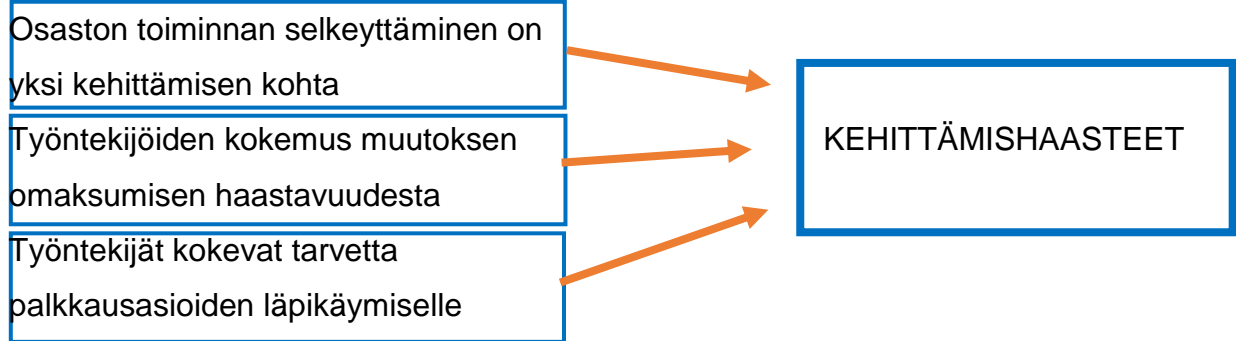 Osaston toiminnan selkeyttäminen on
yksi kehittämisen kohta
Työntekijöiden kokemus muutoksen
omaksumisen haastavuudesta
Työntekijät kokevat tarvetta
palkkausasioiden läpikäymiselle
KEHITTÄMISHAASTEET